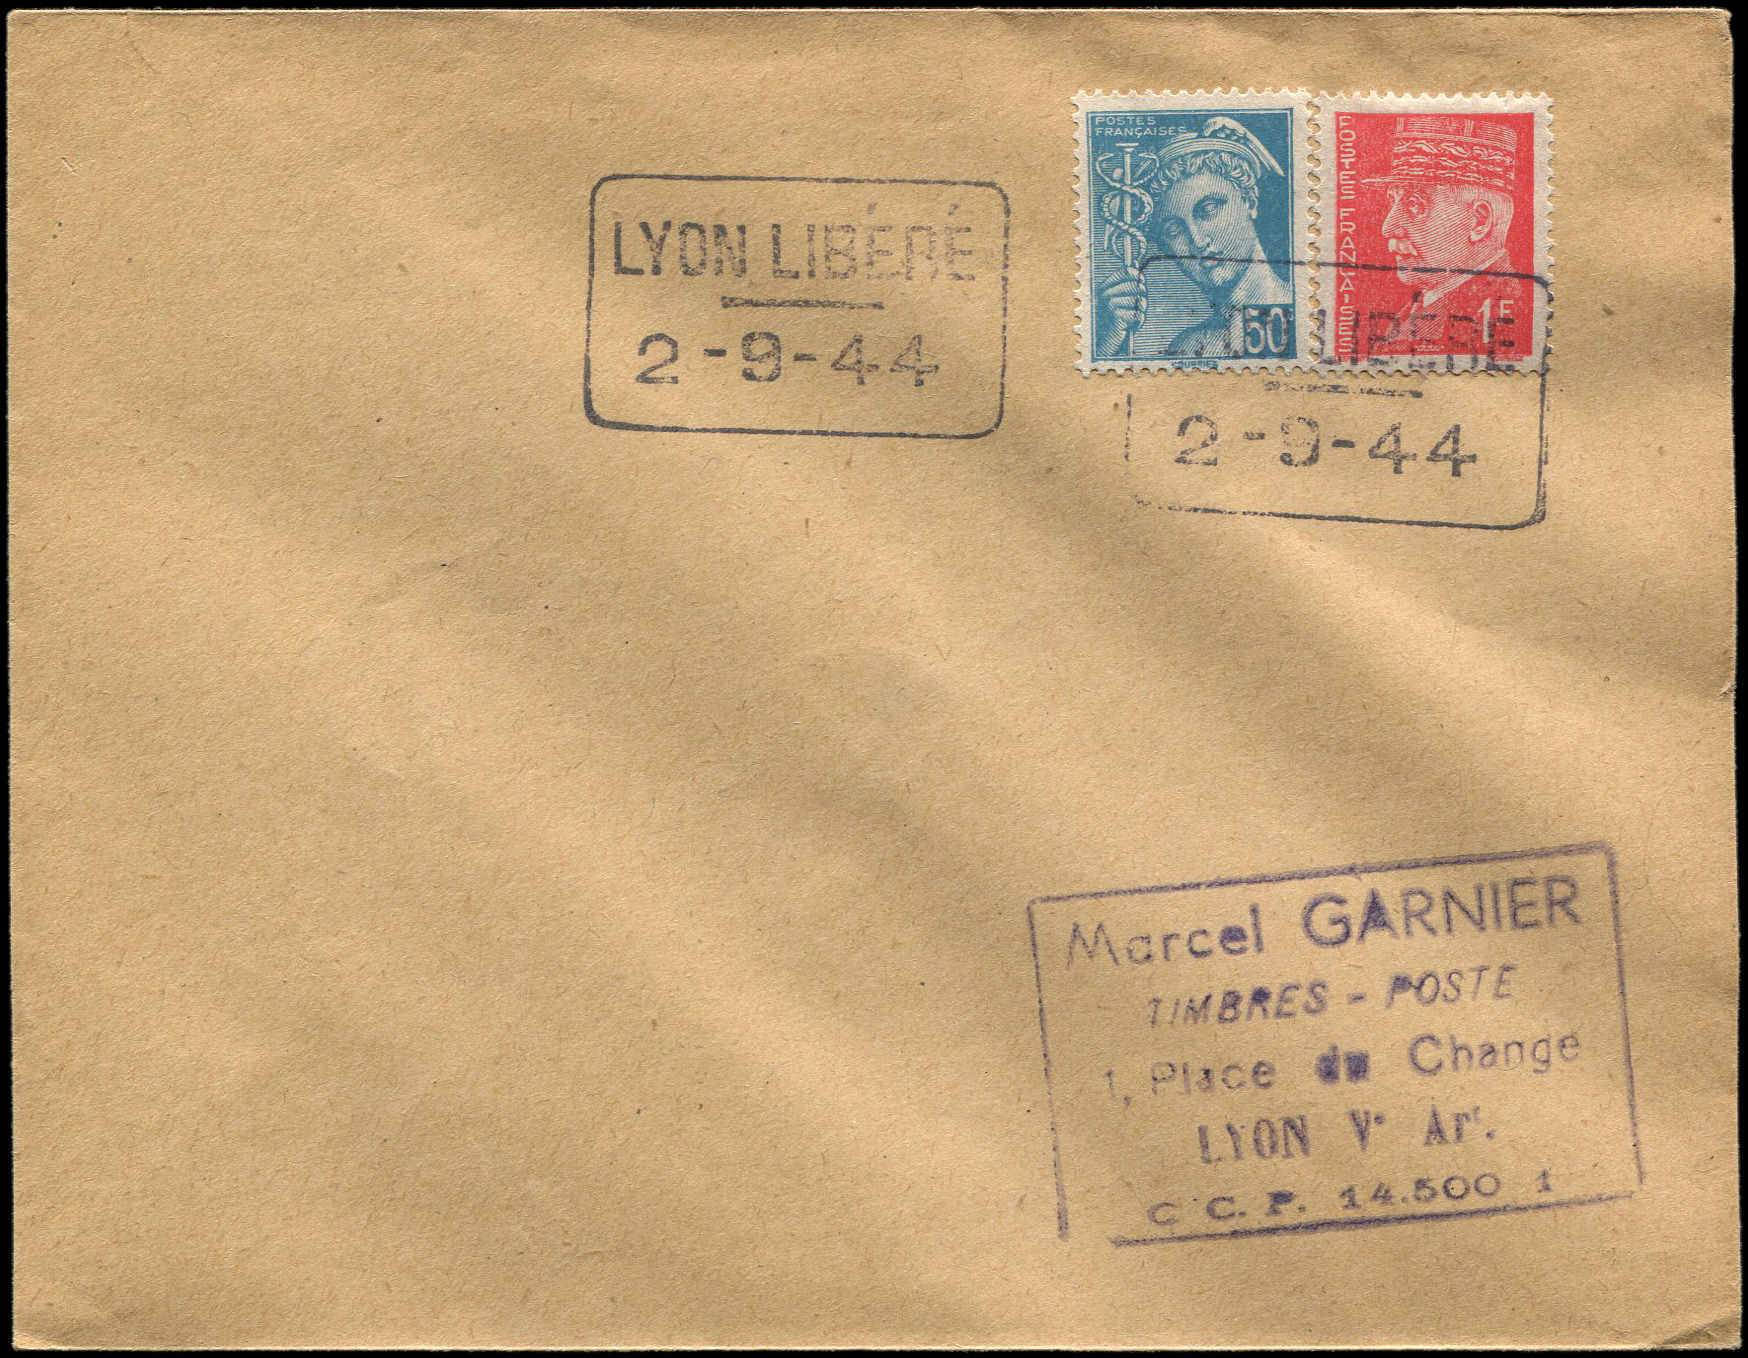 LYON LIBÉRÉ
2-9-44
POSTES
FRANÇAISES
50
POSTES FRANÇAISES
1F
LIBÉRÉ
2-9-44
Marcel GARNIER
TIMBRES - POSTE
1, Place du Change
LYON Ve Art.
C C. P. 14.500 1